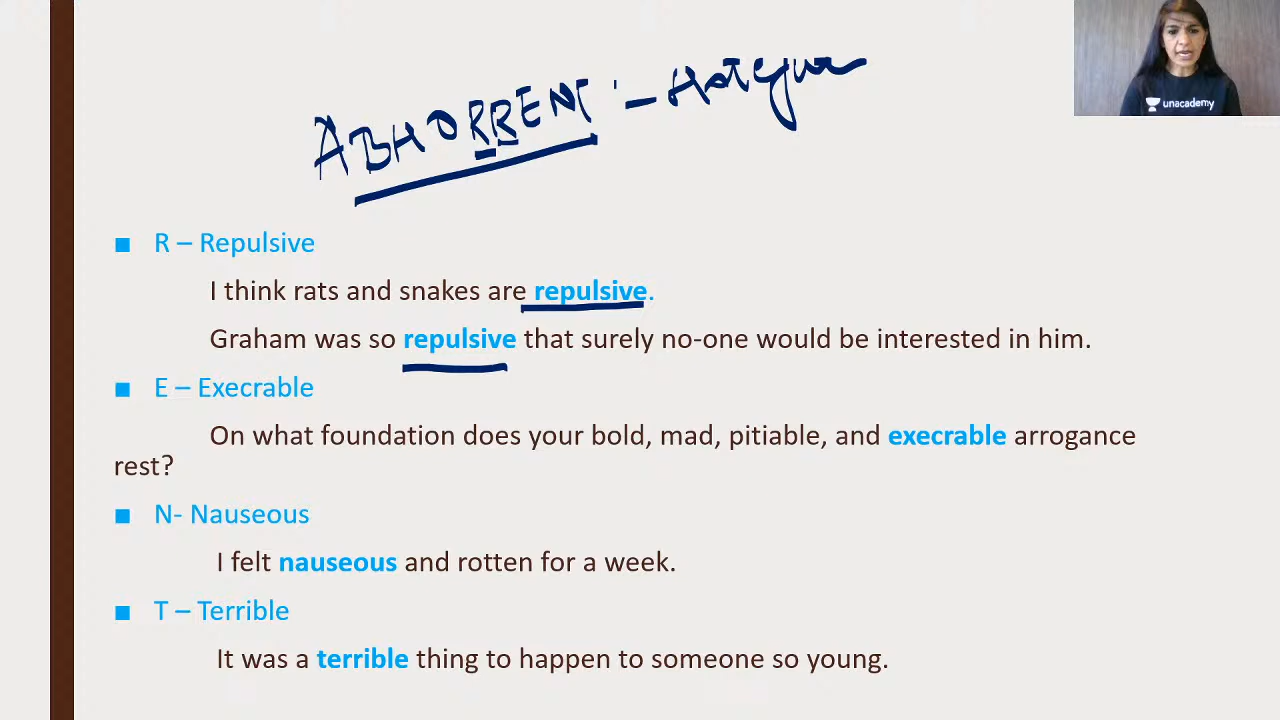 ABHORRENT - Hateful
unacademy
■ R – Repulsive
I think rats and snakes are repulsive.
Graham was so repulsive that surely no-one would be interested in him.
■ E – Execrable
On what foundation does your bold, mad, pitiable, and execrable arrogance
rest?
■ N- Nauseous
I felt nauseous and rotten for a week.
■ T – Terrible
It was a terrible thing to happen to someone so young.